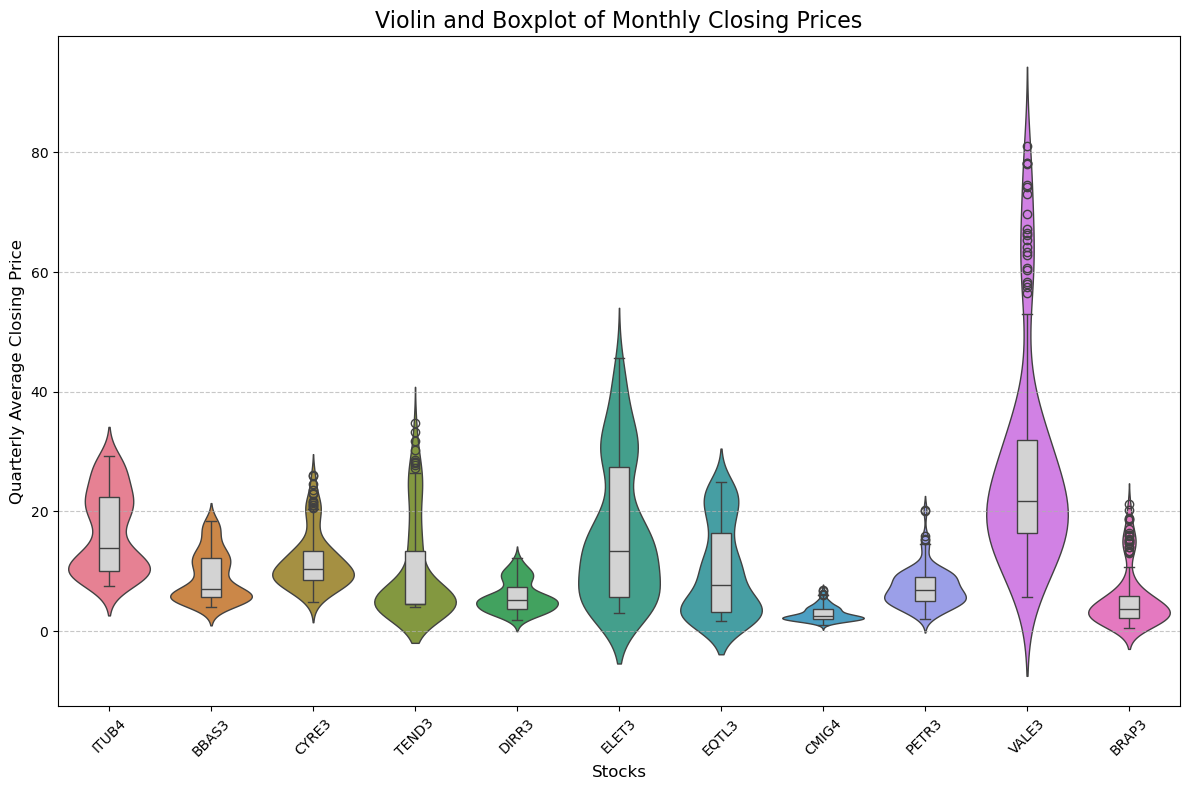 Violin and Boxplot of Monthly Closing Prices
Quarterly Average Closing Price
80
60
40
20
0
ITUB4
BBAS3
CYRE3
TEND3
DIRR3
ELET3
EQTL3
CMIG4
PETR3
VALE3
BRAP3
Stocks